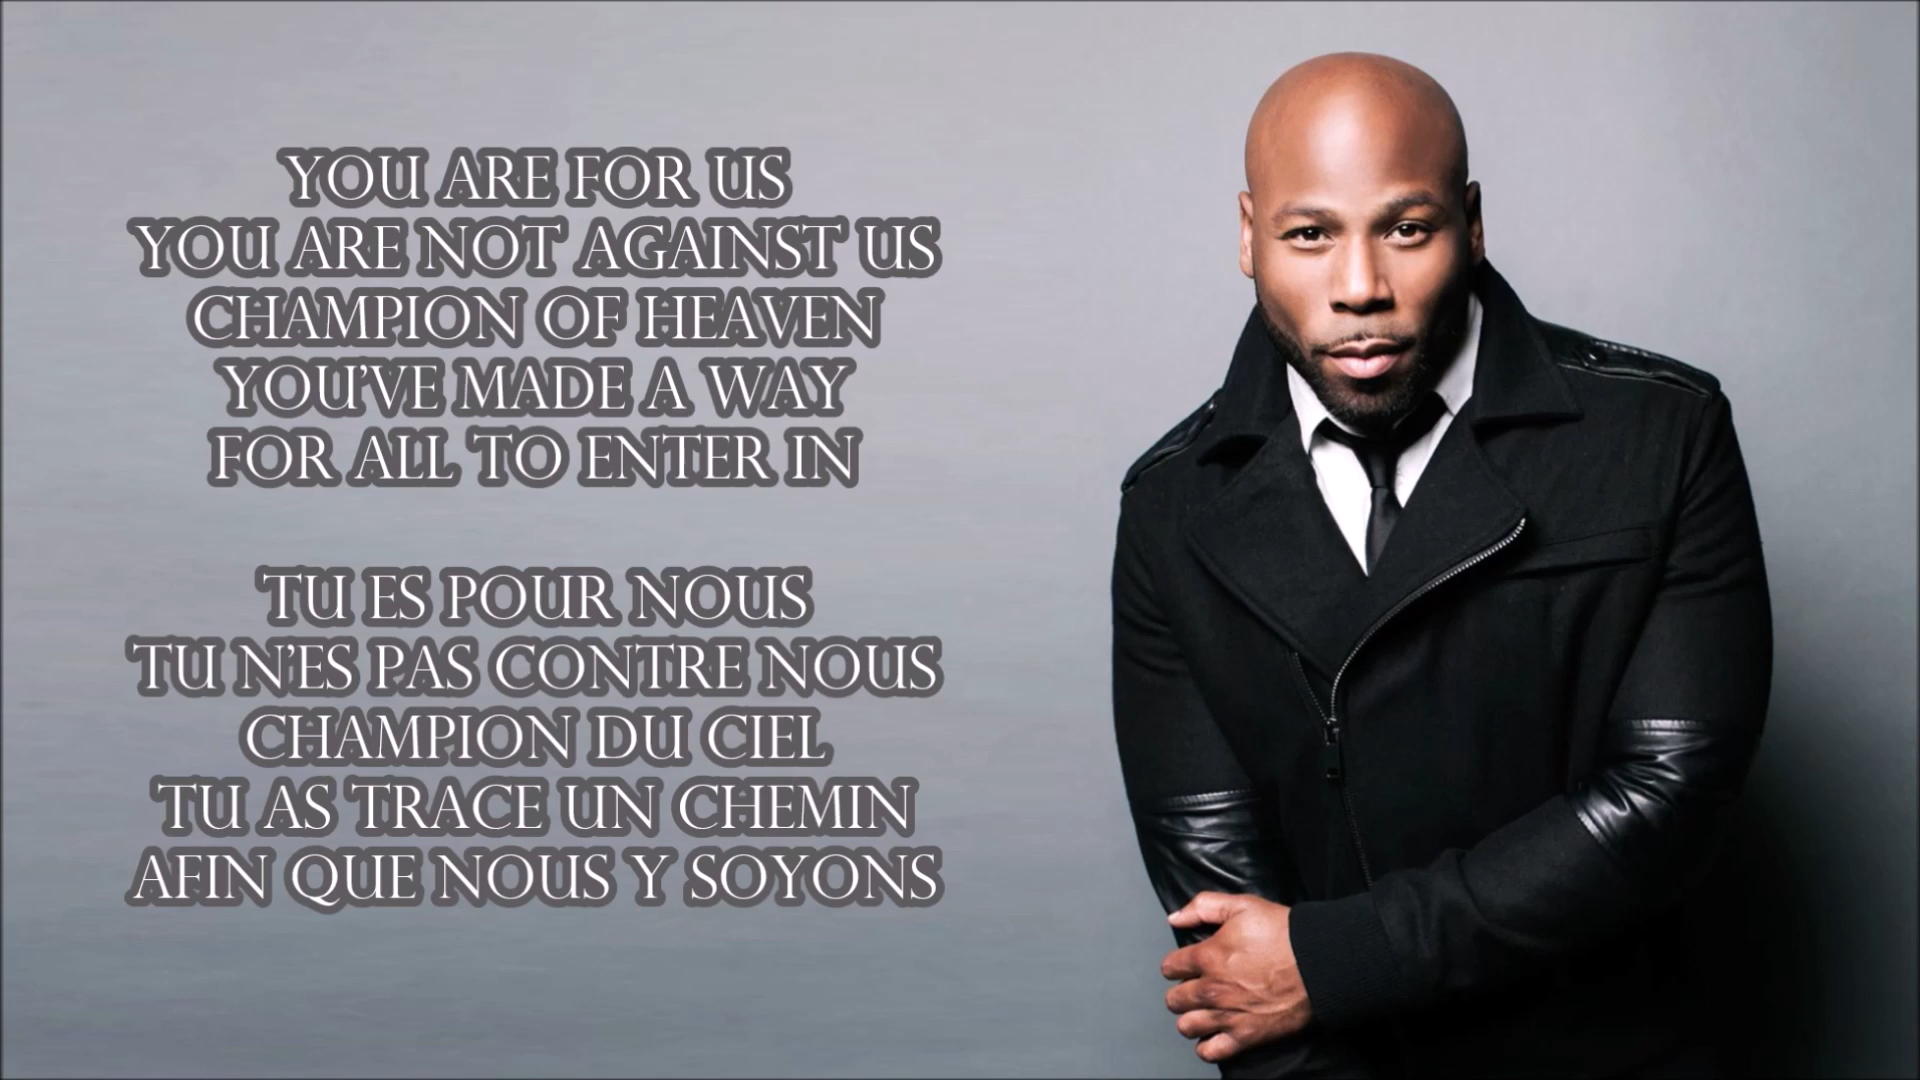 YOU ARE FOR US
YOU ARE NOT AGAINST US
CHAMPION OF HEAVEN
YOU'VE MADE A WAY
FOR ALL TO ENTER IN
TU ES POUR NOUS
TU N'ES PAS CONTRE NOUS
CHAMPION DU CIEL
TU AS TRACE UN CHEMIN
AFIN QUE NOUS Y SOYONS